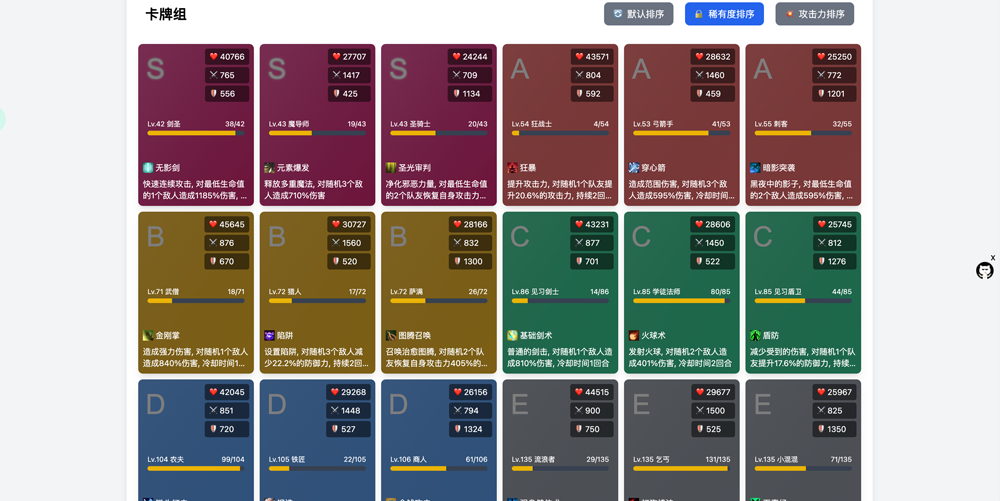 卡牌组
默认排序
稀有度排序
攻击力排序
S
40766
765
556
Lv.42 剑圣 38/42
无影剑
快速连续攻击, 对最低生命值
的1个敌人造成1185%伤害, ...
S
27707
1417
425
Lv.43 魔导师 19/43
元素爆发
释放多重魔法, 对随机3个敌
人造成710%伤害
S
24244
709
1134
Lv.43 圣骑士 20/43
圣光审判
净化邪恶力量, 对最低生命值
的2个队友恢复自身攻击力...
A
43571
804
592
Lv.54 狂战士 4/54
狂暴
提升攻击力, 对随机1个队友提
升20.6%的攻击力, 持续2回...
A
28632
1460
459
Lv.53 弓箭手 41/53
穿心箭
造成范围伤害, 对随机3个敌
人造成595%伤害, 冷却时间...
A
25250
772
1201
Lv.55 刺客 32/55
暗影突袭
黑夜中的影子, 对最低生命值
的2个敌人造成595%伤害, ...
B
45645
876
670
Lv.71 武僧 18/71
金刚掌
造成强力伤害, 对随机1个敌人
造成840%伤害, 冷却时间1...
B
30727
1560
520
Lv.72 猎人 17/72
陷阱
设置陷阱, 对随机3个敌人减
少22.2%的防御力, 持续2回...
B
28166
832
1300
Lv.72 萨满 26/72
图腾召唤
召唤治愈图腾, 对随机2个队
友恢复自身攻击力405%的...
C
43231
877
701
Lv.86 见习剑士 14/86
基础剑术
普通的剑击, 对随机1个敌人造
成810%伤害, 冷却时间1回合
C
28606
1450
522
Lv.85 学徒法师 80/85
火球术
发射火球, 对随机2个敌人造
成401%伤害, 冷却时间2回合
C
25745
812
1276
Lv.85 见习盾卫 44/85
盾防
减少受到的伤害, 对随机1个队
友提升17.6%的防御力, 持续...
D
42045
851
720
Lv.104 农夫 99/104
D
29268
1448
527
Lv.105 铁匠 22/105
D
26156
794
1324
Lv.106 商人 61/106
E
44515
900
750
Lv.135 流浪者 29/135
E
29677
1500
525
Lv.135 乞丐 131/135
E
25967
825
1350
Lv.135 小混混 71/135
x